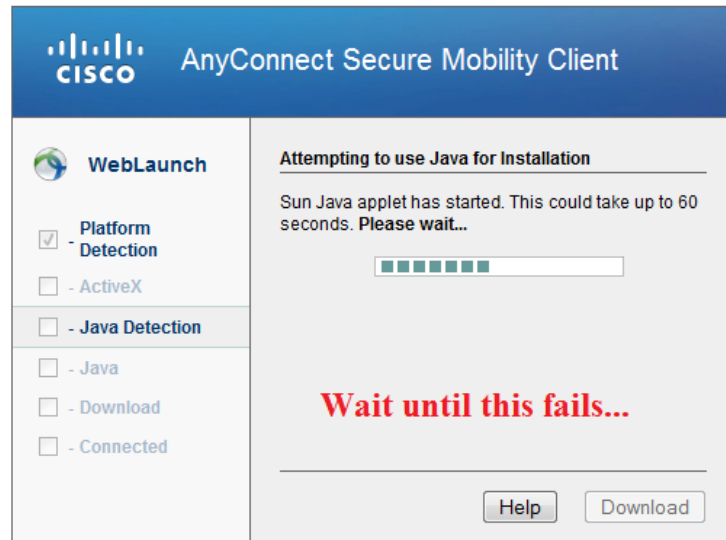 CISCO
AnyConnect Secure Mobility Client
WebLaunch
- Platform
Detection
- ActiveX
- Java Detection
- Java
- Download
- Connected
Attempting to use Java for Installation
Sun Java applet has started. This could take up to 60
seconds. Please wait...
Wait until this fails...
Help
Download